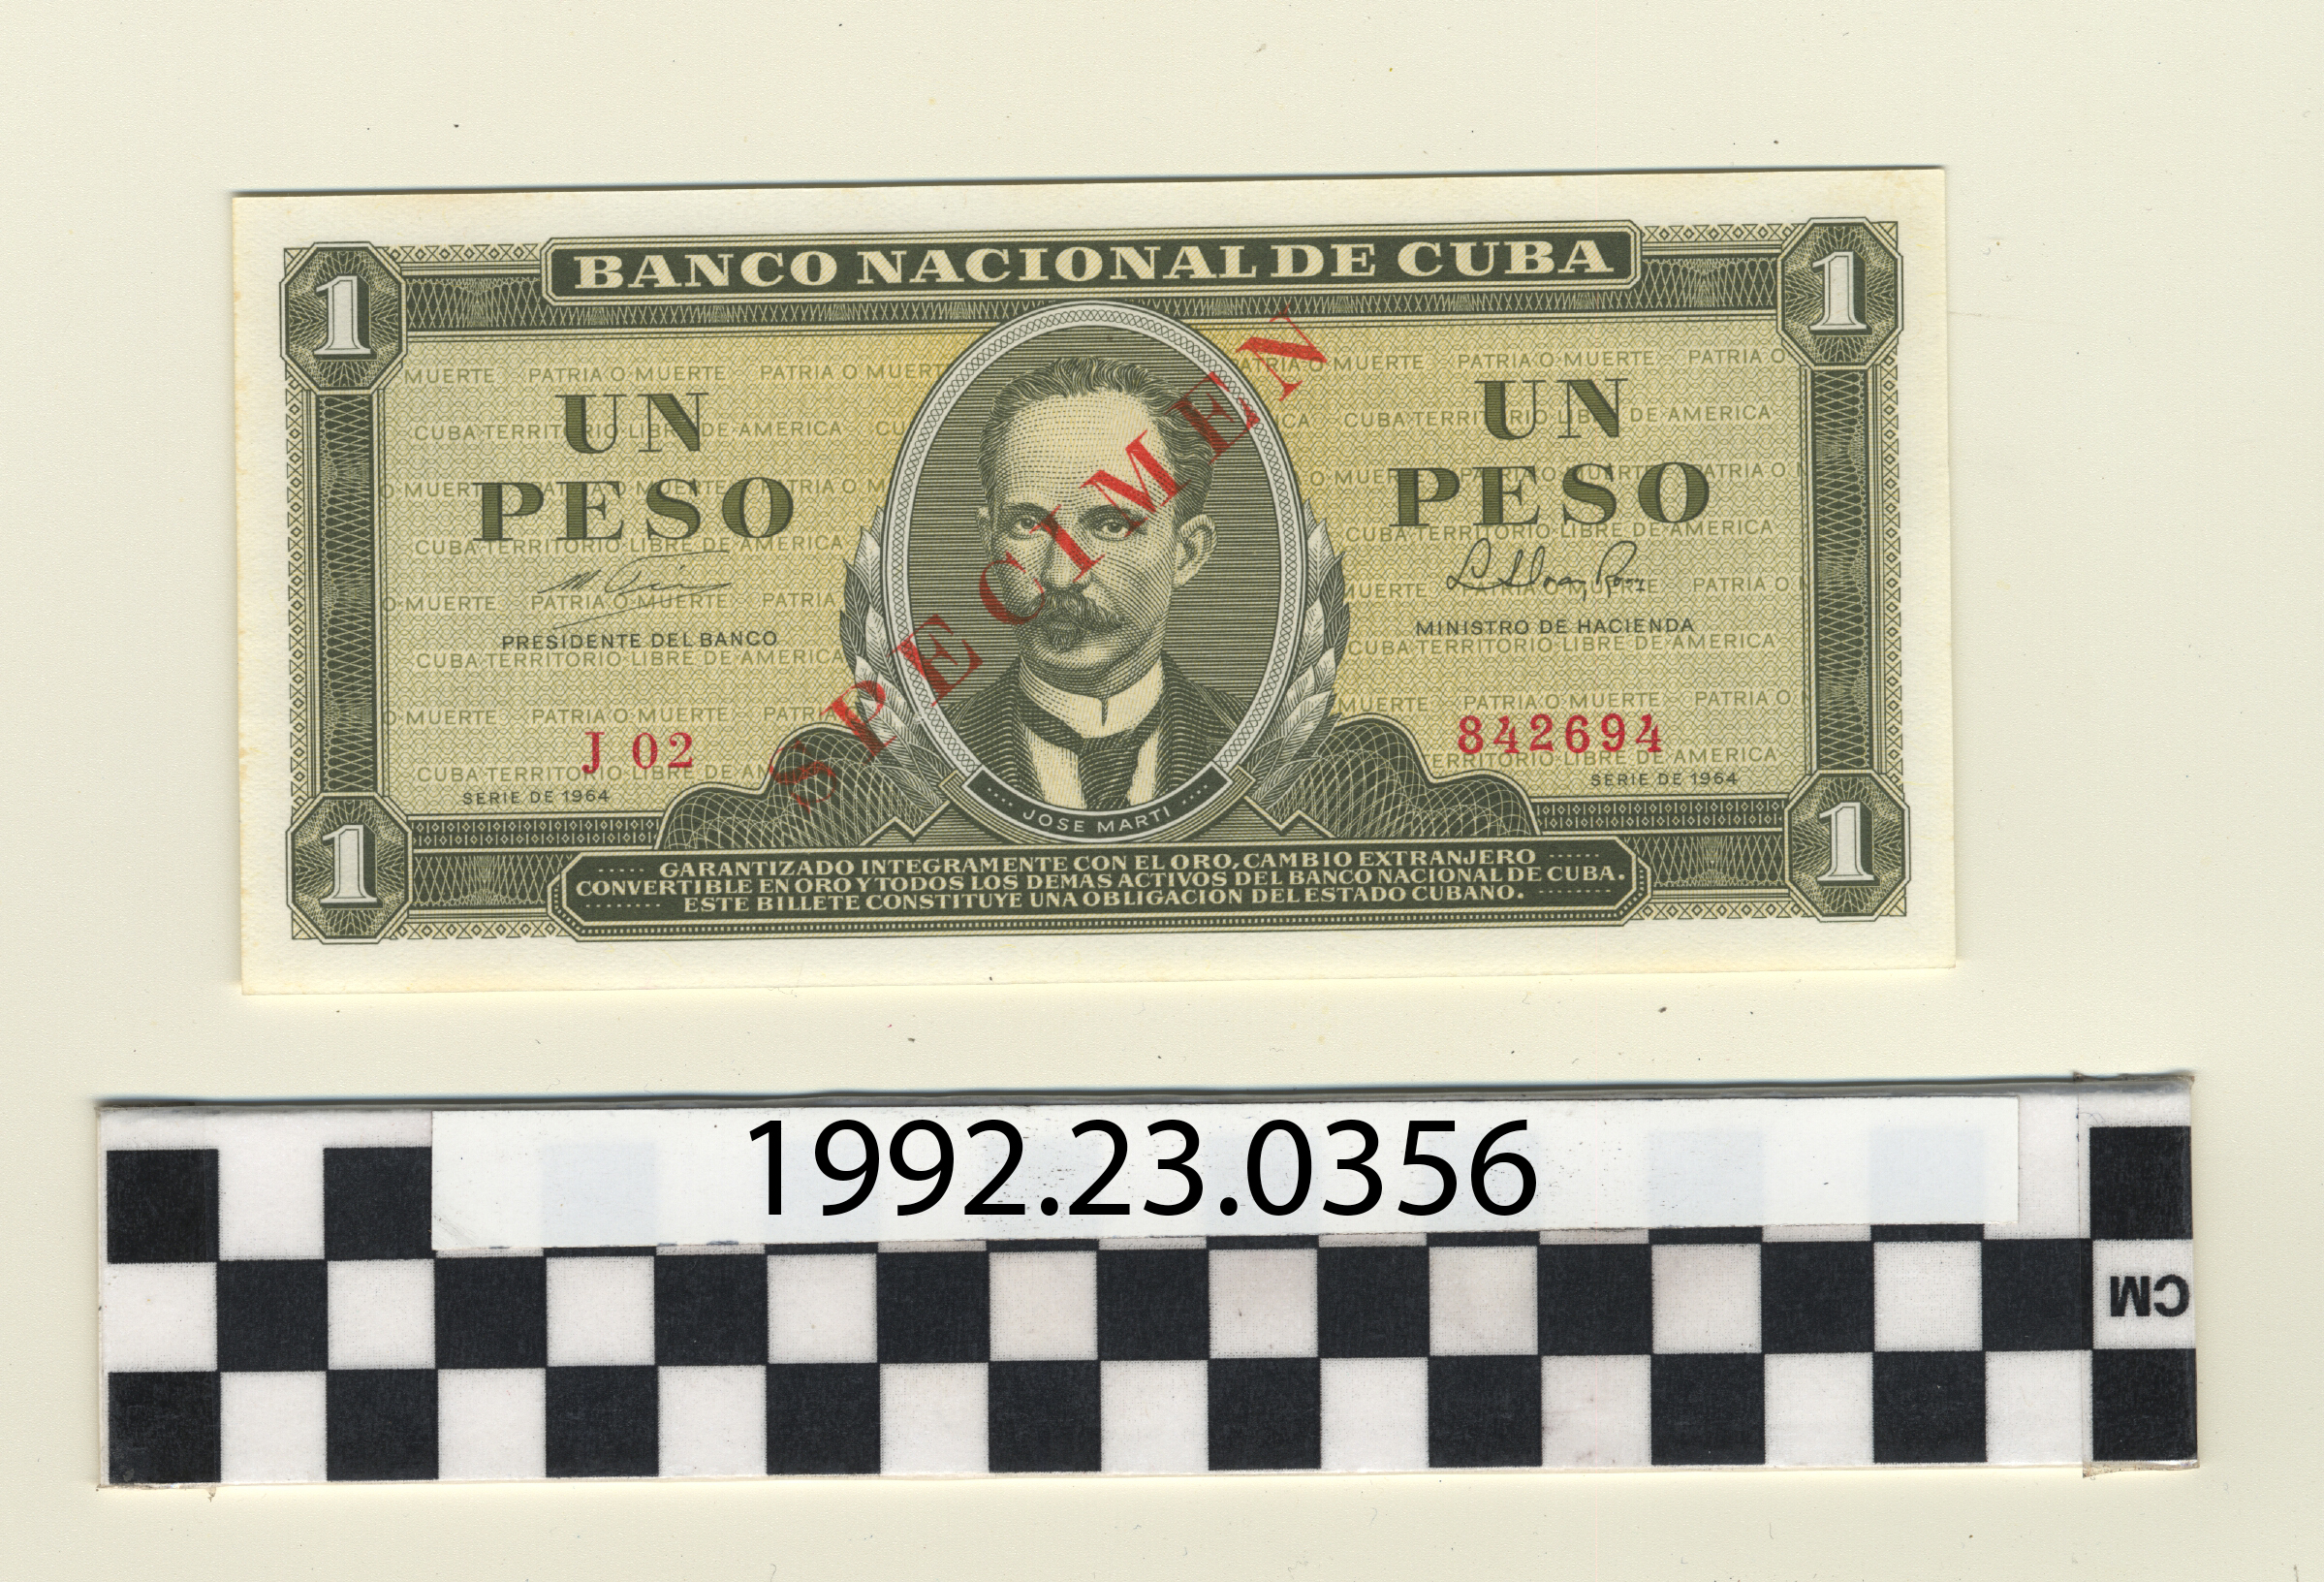 BANCO NACIONAL DE CUBA
1
1
PATRIA O MUERTE
CUBA TERRITORIO LIBRE DE AMERICA
UN
PESO
UN
PESO
SPECIMEN
PRESIDENTE DEL BANCO
MINISTRO DE HACIENDA
J 02
842694
SERIE DE 1964
SERIE DE 1964
JOSE MARTI
1
1
GARANTIZADO INTEGRAMENTE CON EL ORO, CAMBIO EXTRANJERO
CONVERTIBLE EN ORO Y TODOS LOS DEMAS ACTIVOS DEL BANCO NACIONAL DE CUBA.
ESTE BILLETE CONSTITUYE UNA OBLIGACION DEL ESTADO CUBANO.
1992.23.0356
CM